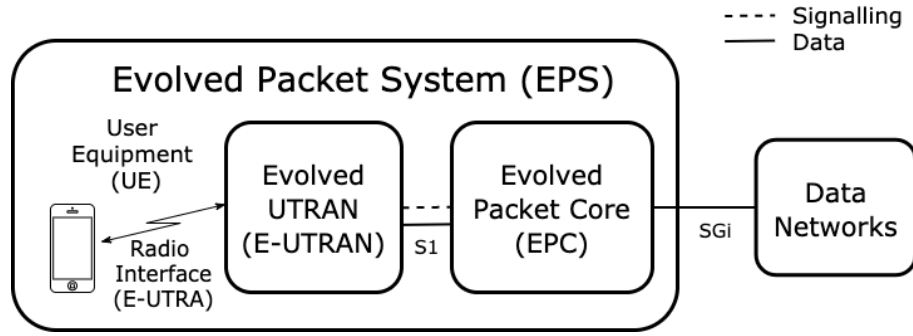 Signalling
Data
Evolved Packet System (EPS)
User
Equipment
(UE)
Radio
Interface
(E-UTRA)
Evolved
UTRAN
(E-UTRAN)
S1
Evolved
Packet Core
(EPC)
SGi
Data
Networks